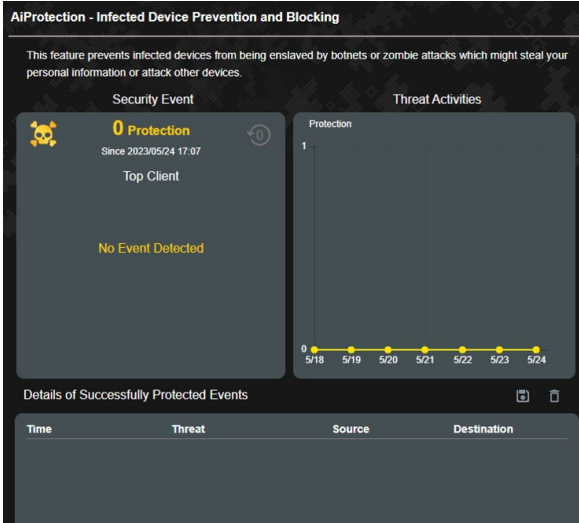 AiProtection - Infected Device Prevention and Blocking
This feature prevents infected devices from being enslaved by botnets or zombie attacks which might steal your
personal information or attack other devices.
Security Event
0 Protection
0
Since 2023/05/24 17:07
Top Client
No Event Detected
Threat Activities
Protection
1
0
5/18 5/19 5/20 5/21 5/22 5/23 5/24
Details of Successfully Protected Events
Time Threat Source Destination